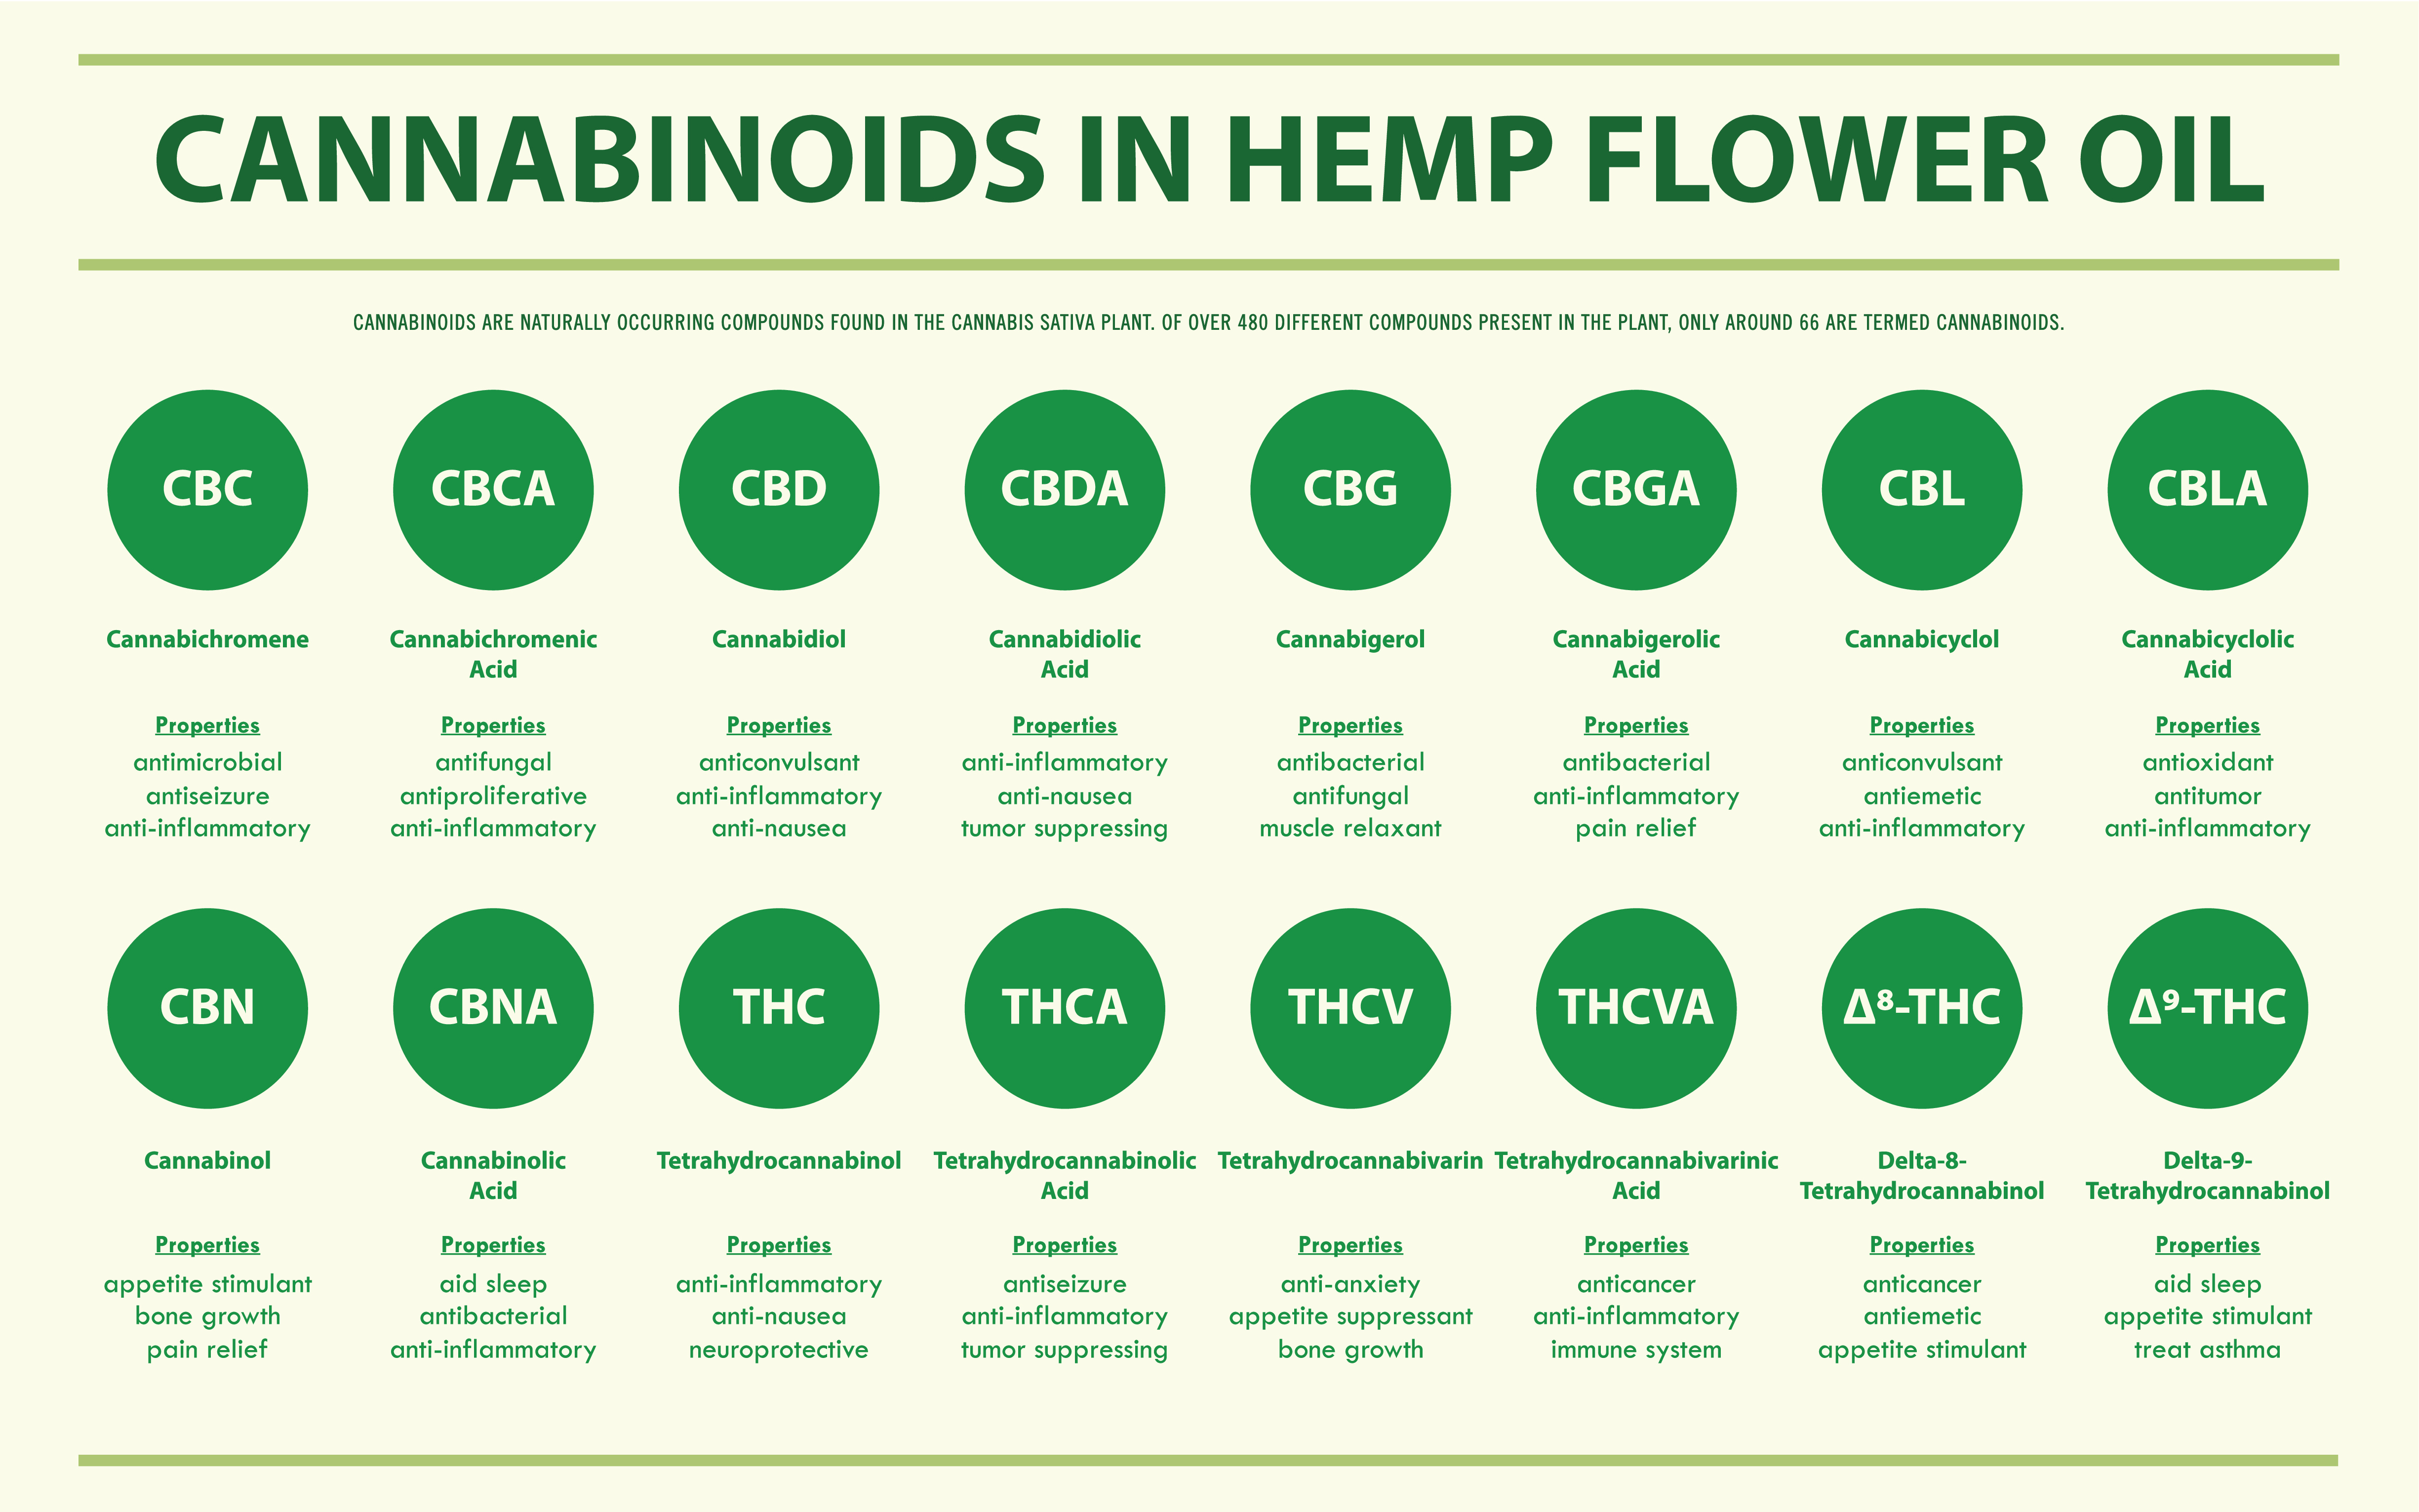 CANNABINOIDS IN HEMP FLOWER OIL
CANNABINOIDS ARE NATURALLY OCCURRING COMPOUNDS FOUND IN THE CANNABIS SATIVA PLANT. OF OVER 480 DIFFERENT COMPOUNDS PRESENT IN THE PLANT, ONLY AROUND 66 ARE TERMED CANNABINOIDS.
CBC
Cannabichromene
Properties
antimicrobial
antiseizure
anti-inflammatory
CBCA
Cannabichromenic
Acid
Properties
antifungal
antiproliferative
anti-inflammatory
CBD
Cannabidiol
Properties
anticonvulsant
anti-inflammatory
anti-nausea
CBDA
Cannabidiolic
Acid
Properties
anti-inflammatory
anti-nausea
tumor suppressing
CBG
Cannabigerol
Properties
antibacterial
antifungal
muscle relaxant
CBGA
Cannabigerolic
Acid
Properties
antibacterial
anti-inflammatory
pain relief
CBL
Cannabicyclol
Properties
anticonvulsant
antiemetic
anti-inflammatory
CBLA
Cannabicyclolic
Acid
Properties
antioxidant
antitumor
anti-inflammatory
CBN
Cannabinol
Properties
appetite stimulant
bone growth
pain relief
CBNA
Cannabinolic
Acid
Properties
aid sleep
antibacterial
anti-inflammatory
THC
Tetrahydrocannabinol
Properties
anti-inflammatory
anti-nausea
neuroprotective
THCA
Tetrahydrocannabinolic
Acid
Properties
antiseizure
anti-inflammatory
tumor suppressing
THCV
Tetrahydrocannabivarin
Properties
anti-anxiety
appetite suppressant
bone growth
THCVA
Tetrahydrocannabivarinic
Acid
Properties
anticancer
anti-inflammatory
immune system
Δ⁸-THC
Delta-8-
Tetrahydrocannabinol
Properties
anticancer
antiemetic
appetite stimulant
Δ⁹-THC
Delta-9-
Tetrahydrocannabinol
Properties
aid sleep
appetite stimulant
treat asthma